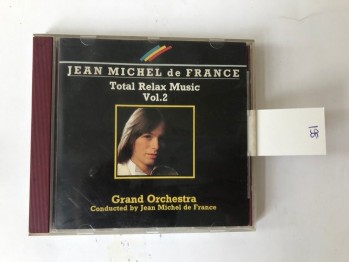 JEAN MICHEL de FRANCE
Total Relax Music
Vol.2
Grand Orchestra
Conducted by Jean Michel de France